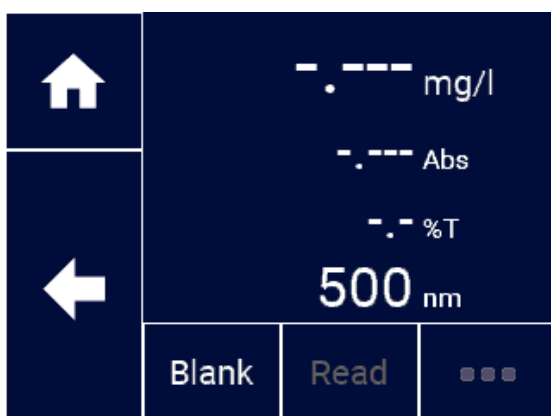 -.--- mg/l
-.--- Abs
-.- %T
500 nm
Blank Read